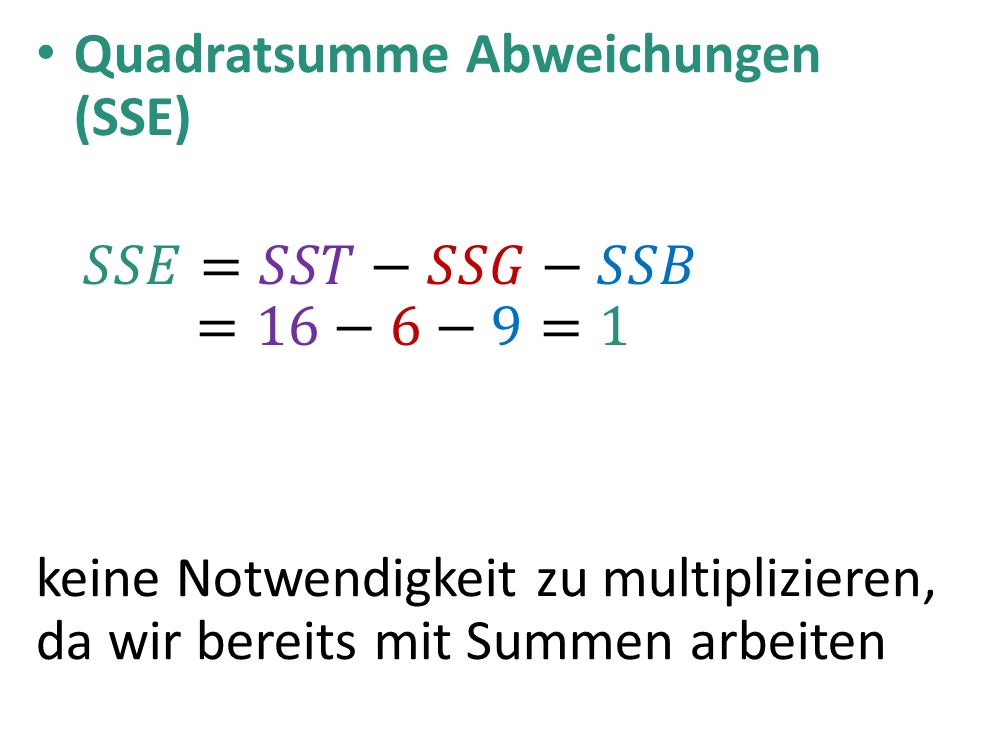 • Quadratsumme Abweichungen
(SSE)
SSE = SST − SSG − SSB
= 16 − 6 − 9 = 1
keine Notwendigkeit zu multiplizieren,
da wir bereits mit Summen arbeiten